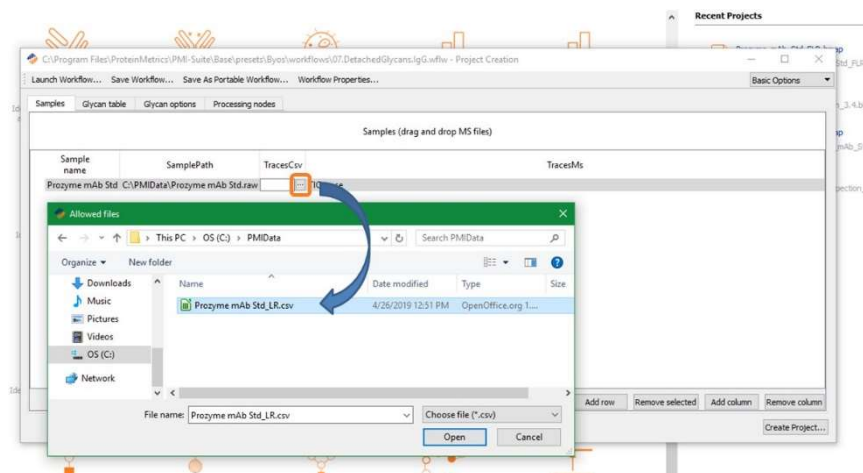 Recent Projects
C:\Program Files\ProteinMetrics\PMI-Suite\Base\presets\Byos\workflows\07.DetachedGlycans.IgG.wflw - Project Creation
Launch Workflow... Save Workflow... Save As Portable Workflow... Workflow Properties...
Basic Options
Samples Glycan table Glycan options Processing nodes
Samples (drag and drop MS files)
Sample name SamplePath TracesCsv TracesMs
Prozyme mAb Std C:\PMIData\Prozyme mAb Std.raw ...
Allowed files
This PC > OS (C:) > PMIData
Search PMIData
Organize New folder
Downloads
Music
Pictures
Videos
OS (C:)
Network
Name Date modified Type Size
Prozyme mAb Std_LR.csv 4/26/2019 12:51 PM OpenOffice.org 1....
File name: Prozyme mAb Std_LR.csv
Choose file (*.csv)
Open Cancel
Add row Remove selected Add column Remove column
Create Project...